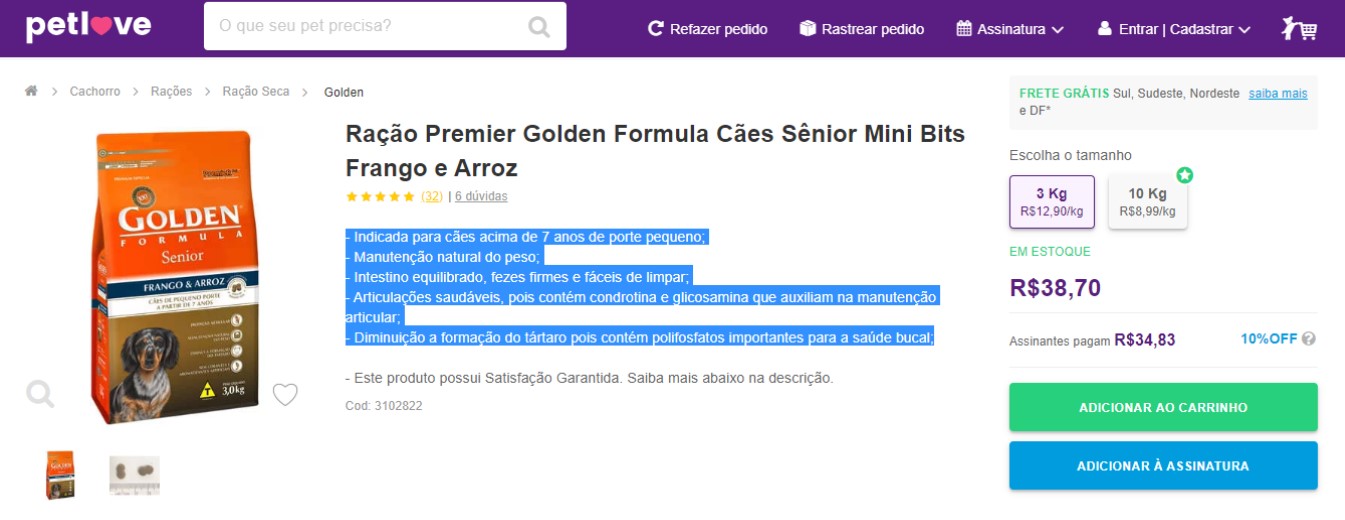 petlove
O que seu pet precisa?
Refazer pedido
Rastrear pedido
Assinatura
Entrar | Cadastrar
Cachorro > Rações > Ração Seca > Golden
Ração Premier Golden Formula Cães Sênior Mini Bits
Frango e Arroz
(32) | 6 dúvidas
- Indicada para cães acima de 7 anos de porte pequeno;
- Manutenção natural do peso;
- Intestino equilibrado, fezes firmes e fáceis de limpar;
- Articulações saudáveis, pois contém condrotina e glicosamina que auxiliam na manutenção
articular;
- Diminuição a formação do tártaro pois contém polifosfatos importantes para a saúde bucal;
- Este produto possui Satisfação Garantida. Saiba mais abaixo na descrição.
Cod: 3102822
GOLDEN
FORMULA
Senior
FRANGO & ARROZ
CÃES DE PEQUENO PORTE
A PARTIR DE 7 ANOS
3,0kg
GOLDEN
FRETE GRÁTIS Sul, Sudeste, Nordeste saiba mais
e DF*
Escolha o tamanho
3 Kg
R$12,90/kg
10 Kg
R$8,99/kg
EM ESTOQUE
R$38,70
Assinantes pagam R$34,83 10%OFF
ADICIONAR AO CARRINHO
ADICIONAR À ASSINATURA